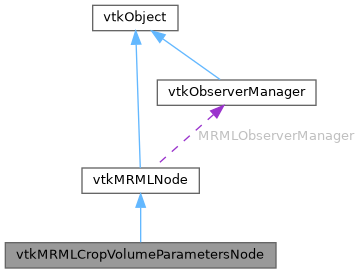 vtkObject
vtkObserverManager
MRMLObserverManager
vtkMRMLNode
vtkMRMLCropVolumeParametersNode